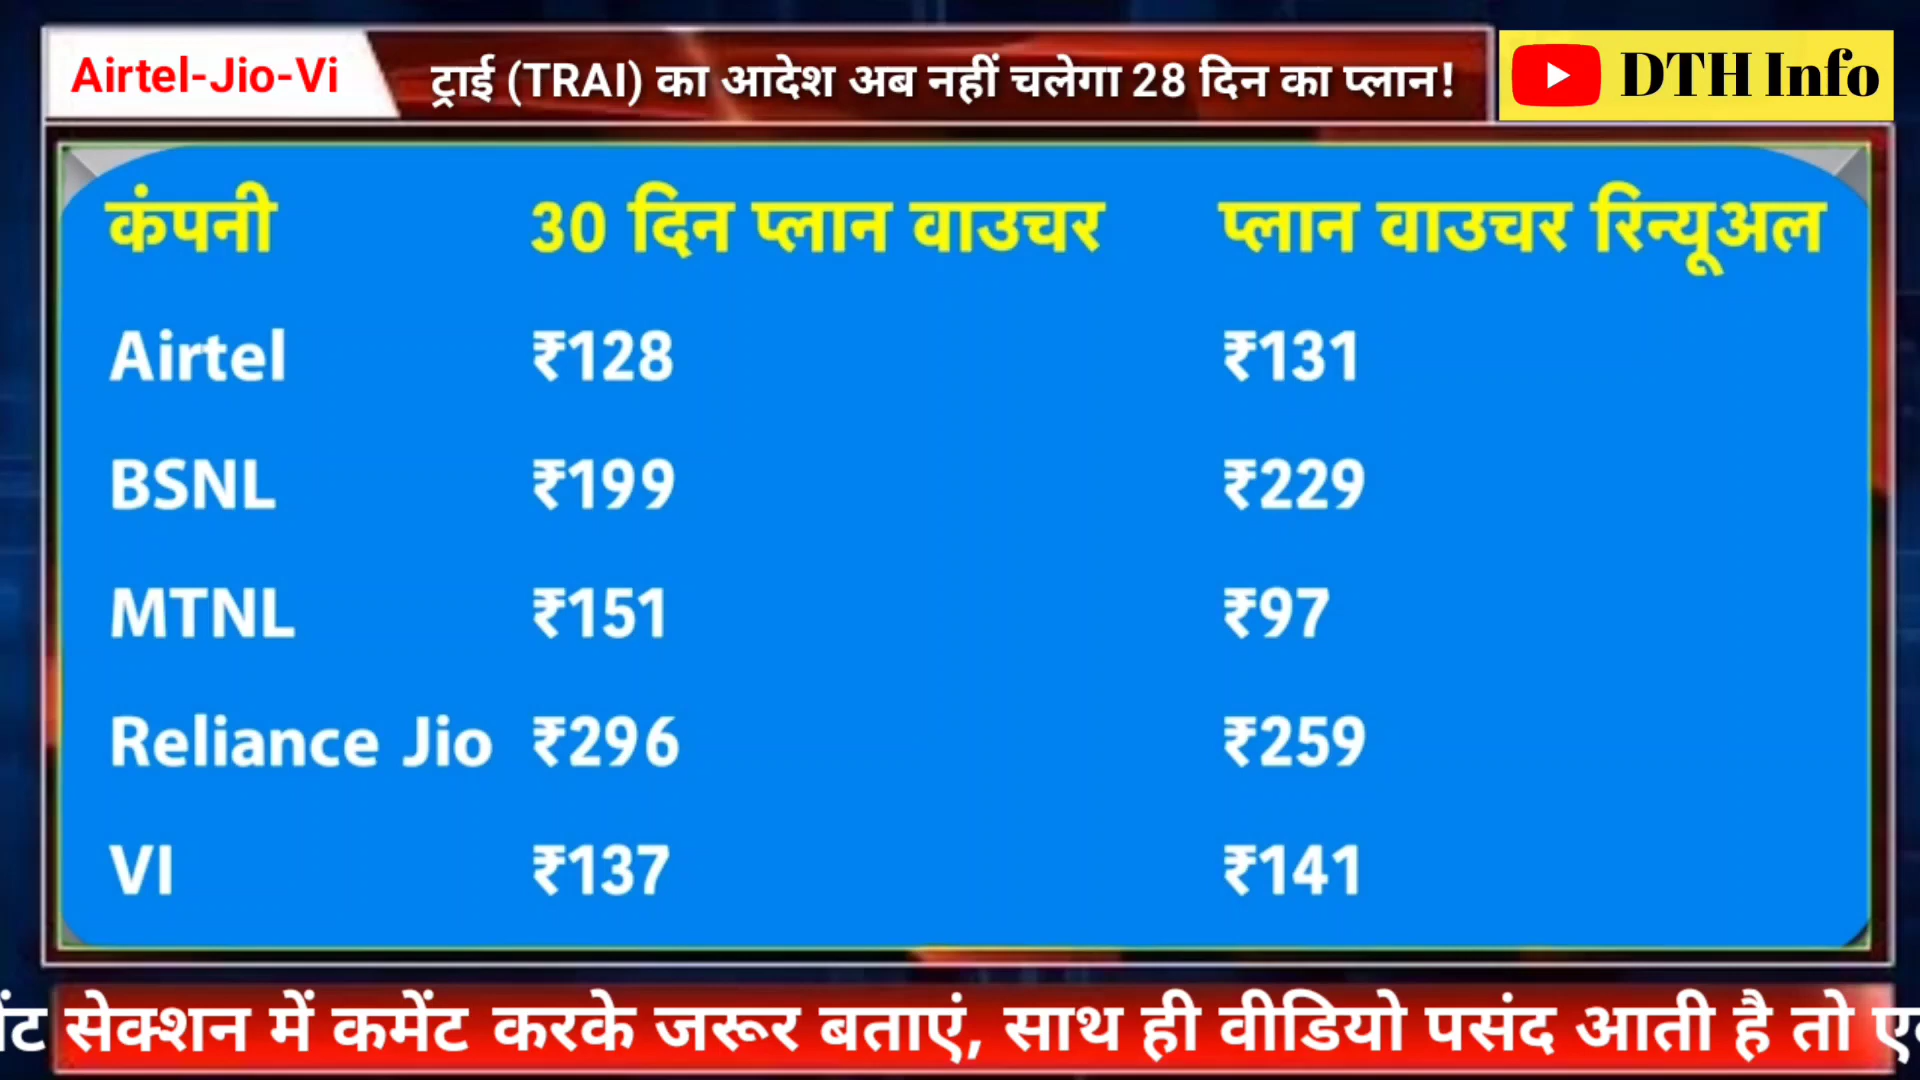 Airtel-Jio-Vi
ट्राई (TRAI) का आदेश अब नहीं चलेगा 28 दिन का प्लान!
DTH Info
कंपनी 30 दिन प्लान वाउचर प्लान वाउचर रिन्यूअल
Airtel ₹128 ₹131
BSNL ₹199 ₹229
MTNL ₹151 ₹97
Reliance Jio ₹296 ₹259
VI ₹137 ₹141
सेक्शन में कमेंट करके जरूर बताएं, साथ ही वीडियो पसंद आती है तो